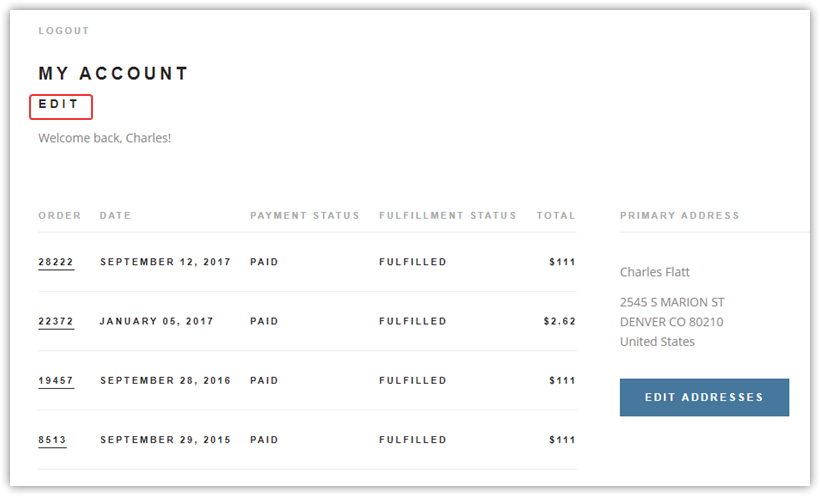 LOGOUT
MY ACCOUNT
EDIT
Welcome back, Charles!
ORDER DATE PAYMENT STATUS FULFILLMENT STATUS TOTAL
28222 SEPTEMBER 12, 2017 PAID FULFILLED $111
22372 JANUARY 05, 2017 PAID FULFILLED $2.62
19457 SEPTEMBER 28, 2016 PAID FULFILLED $111
8513 SEPTEMBER 29, 2015 PAID FULFILLED $111
PRIMARY ADDRESS
Charles Flatt
2545 S MARION ST
DENVER CO 80210
United States
EDIT ADDRESSES